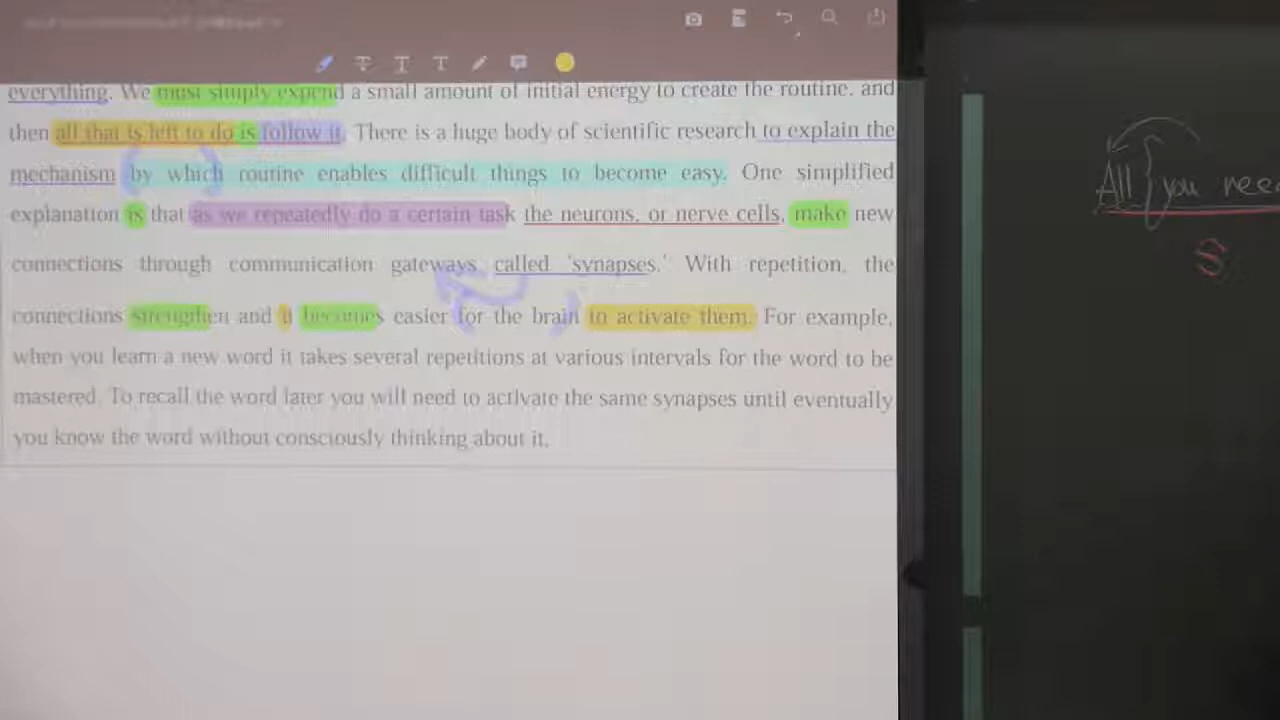 everything. We must simply expend a small amount of initial energy to create the routine, and
then all that is left to do is follow it. There is a huge body of scientific research to explain the
mechanism by which routine enables difficult things to become easy. One simplified
explanation is that as we repeatedly do a certain task the neurons, or nerve cells, make new
connections through communication gateways called 'synapses.' With repetition, the
connections strengthen and it becomes easier for the brain to activate them. For example,
when you learn a new word it takes several repetitions at various intervals for the word to be
mastered. To recall the word later you will need to activate the same synapses until eventually
you know the word without consciously thinking about it.
All you nee
S